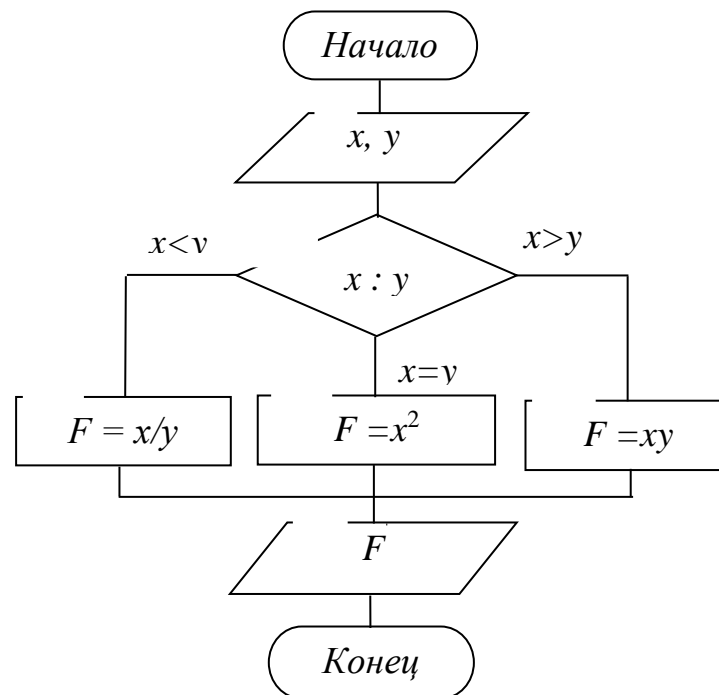 Начало
x, y
x<y
x>y
x : y
x=y
F = x/y
F =x²
F =xy
F
Конец